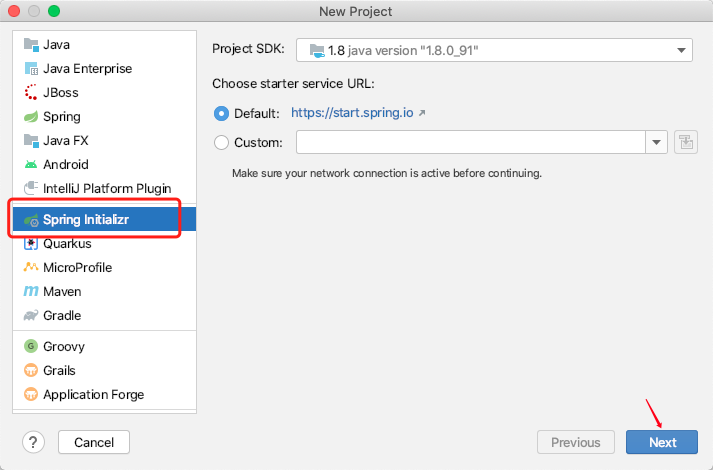 New Project
Java
Java Enterprise
JBoss
Spring
Java FX
Android
IntelliJ Platform Plugin
Spring Initializr
Quarkus
MicroProfile
Maven
Gradle
Groovy
Grails
Application Forge
Project SDK: 1.8 java version "1.8.0_91"
Choose starter service URL:
Default: https://start.spring.io ↗
Custom:
Make sure your network connection is active before continuing.
? Cancel Previous Next